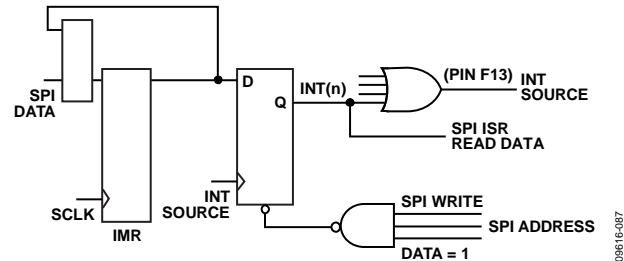 SPI
DATA
SCLK
IMR
D
Q
INT
SOURCE
INT(n)
(PIN F13)
INT
SOURCE
SPI ISR
READ DATA
SPI WRITE
SPI ADDRESS
DATA = 1
09616-087